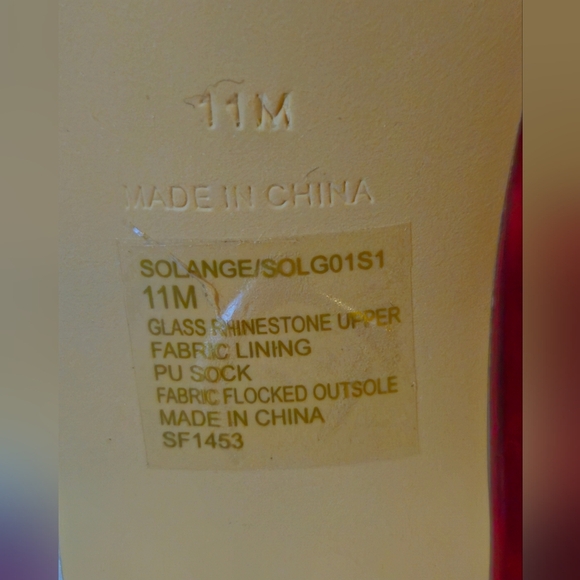 11M
MADE IN CHINA
SOLANGE/SOLG01S1
11M
GLASS RHINESTONE UPPER
FABRIC LINING
PU SOCK
FABRIC FLOCKED OUTSOLE
MADE IN CHINA
SF1453